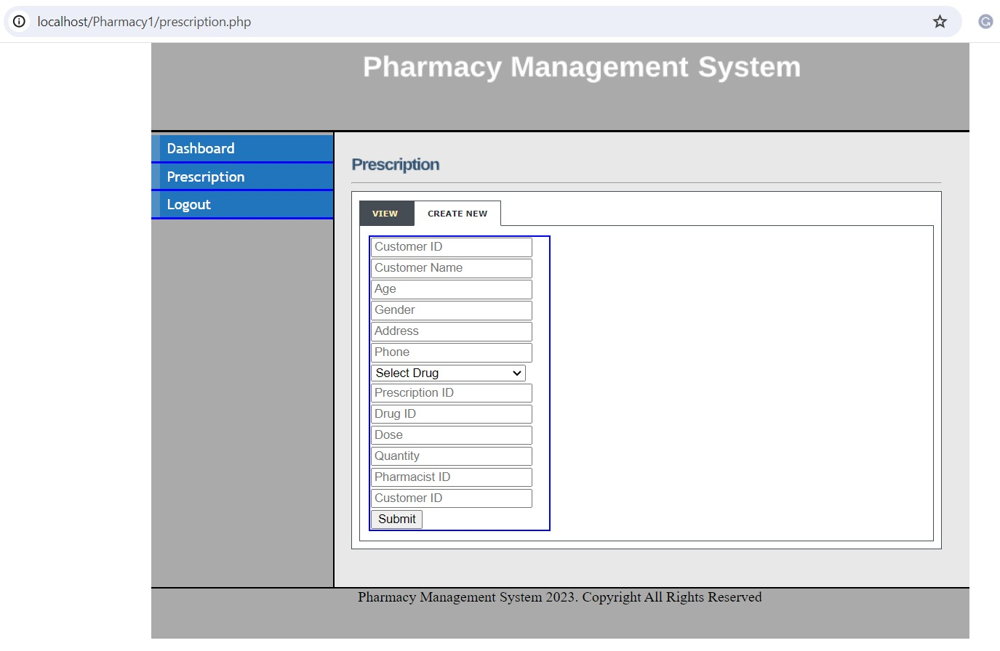 localhost/Pharmacy1/prescription.php
Pharmacy Management System
Dashboard
Prescription
Logout
Prescription
VIEW CREATE NEW
Customer ID
Customer Name
Age
Gender
Address
Phone
Select Drug
Prescription ID
Drug ID
Dose
Quantity
Pharmacist ID
Customer ID
Submit
Pharmacy Management System 2023. Copyright All Rights Reserved